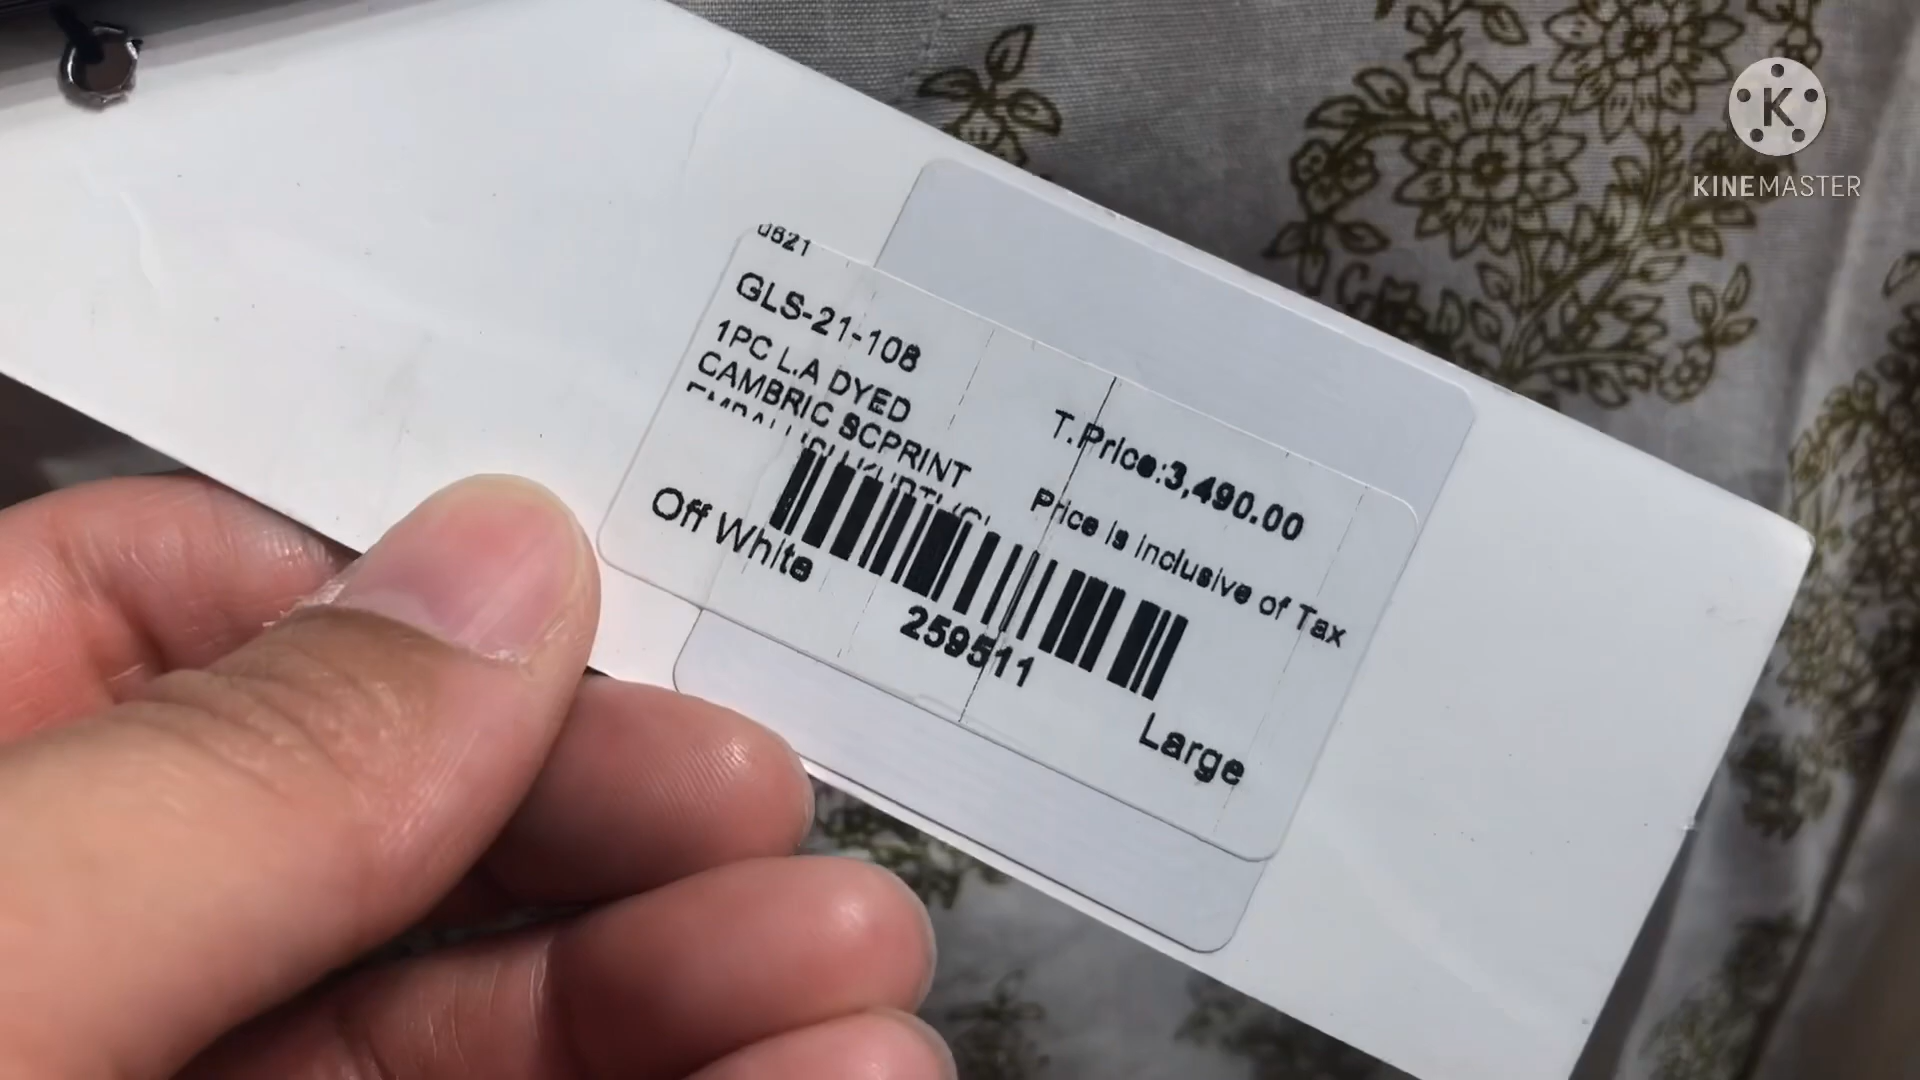 0621
GLS-21-108
1PC L.A DYED
CAMBRIC SCPRINT
T.Price:3,490.00
Price is inclusive of Tax
Off White
259511
Large
K
KINEMASTER